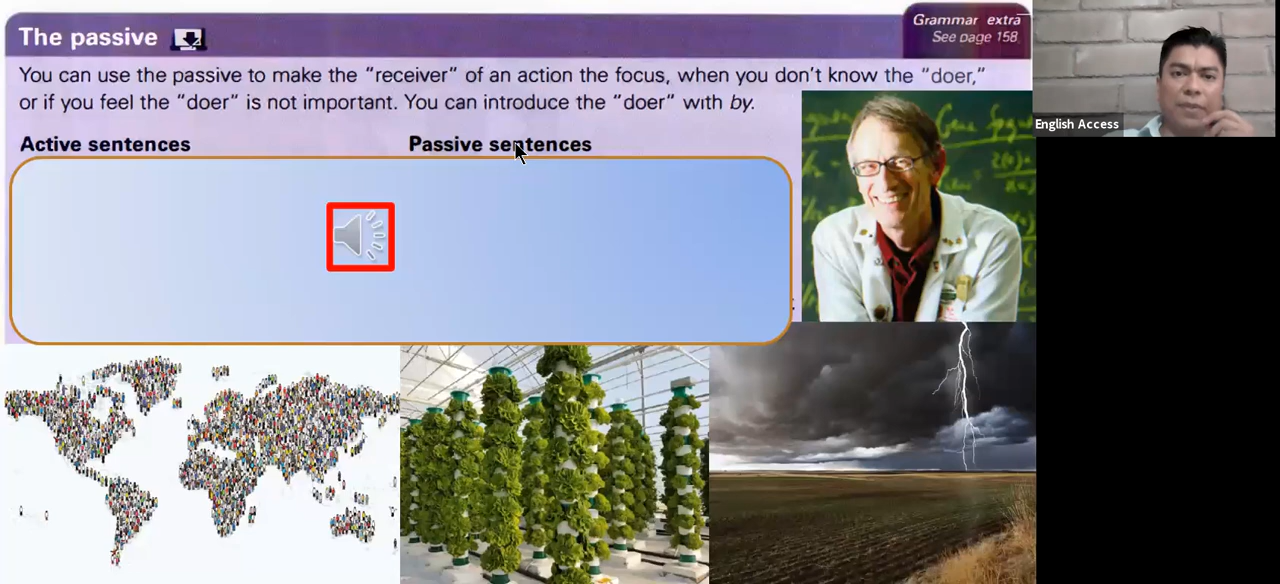 The passive
Grammar extra
See page 158
You can use the passive to make the "receiver" of an action the focus, when you don't know the "doer,"
or if you feel the "doer" is not important. You can introduce the "doer" with by.
Active sentences
Passive sentences
English Access